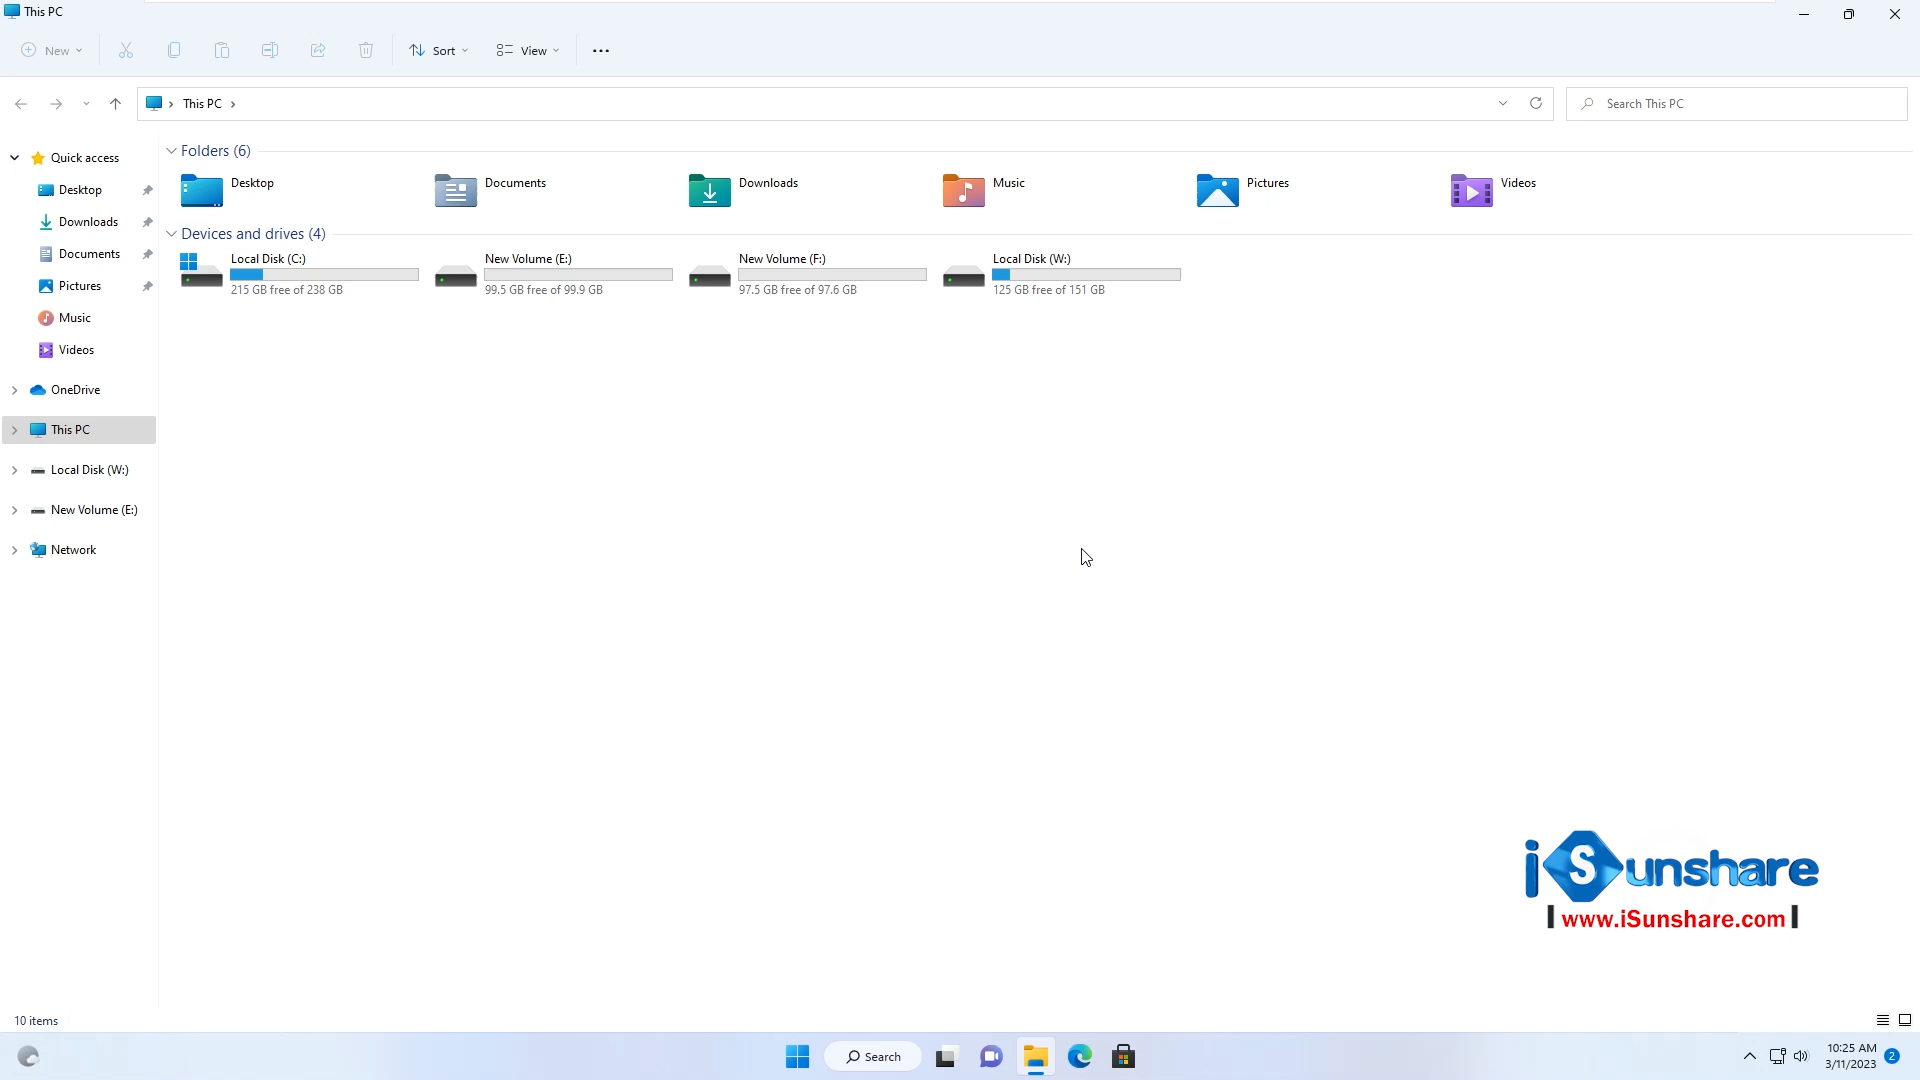 This PC
New
Sort
View
This PC
Search This PC
Quick access
Desktop
Downloads
Documents
Pictures
Music
Videos
OneDrive
This PC
Local Disk (W:)
New Volume (E:)
Network
Folders (6)
Desktop
Documents
Downloads
Music
Pictures
Videos
Devices and drives (4)
Local Disk (C:)
215 GB free of 238 GB
New Volume (E:)
99.5 GB free of 99.9 GB
New Volume (F:)
97.5 GB free of 97.6 GB
Local Disk (W:)
125 GB free of 151 GB
iSunshare
www.iSunshare.com
10 items
Search
10:25 AM
3/11/2023
2